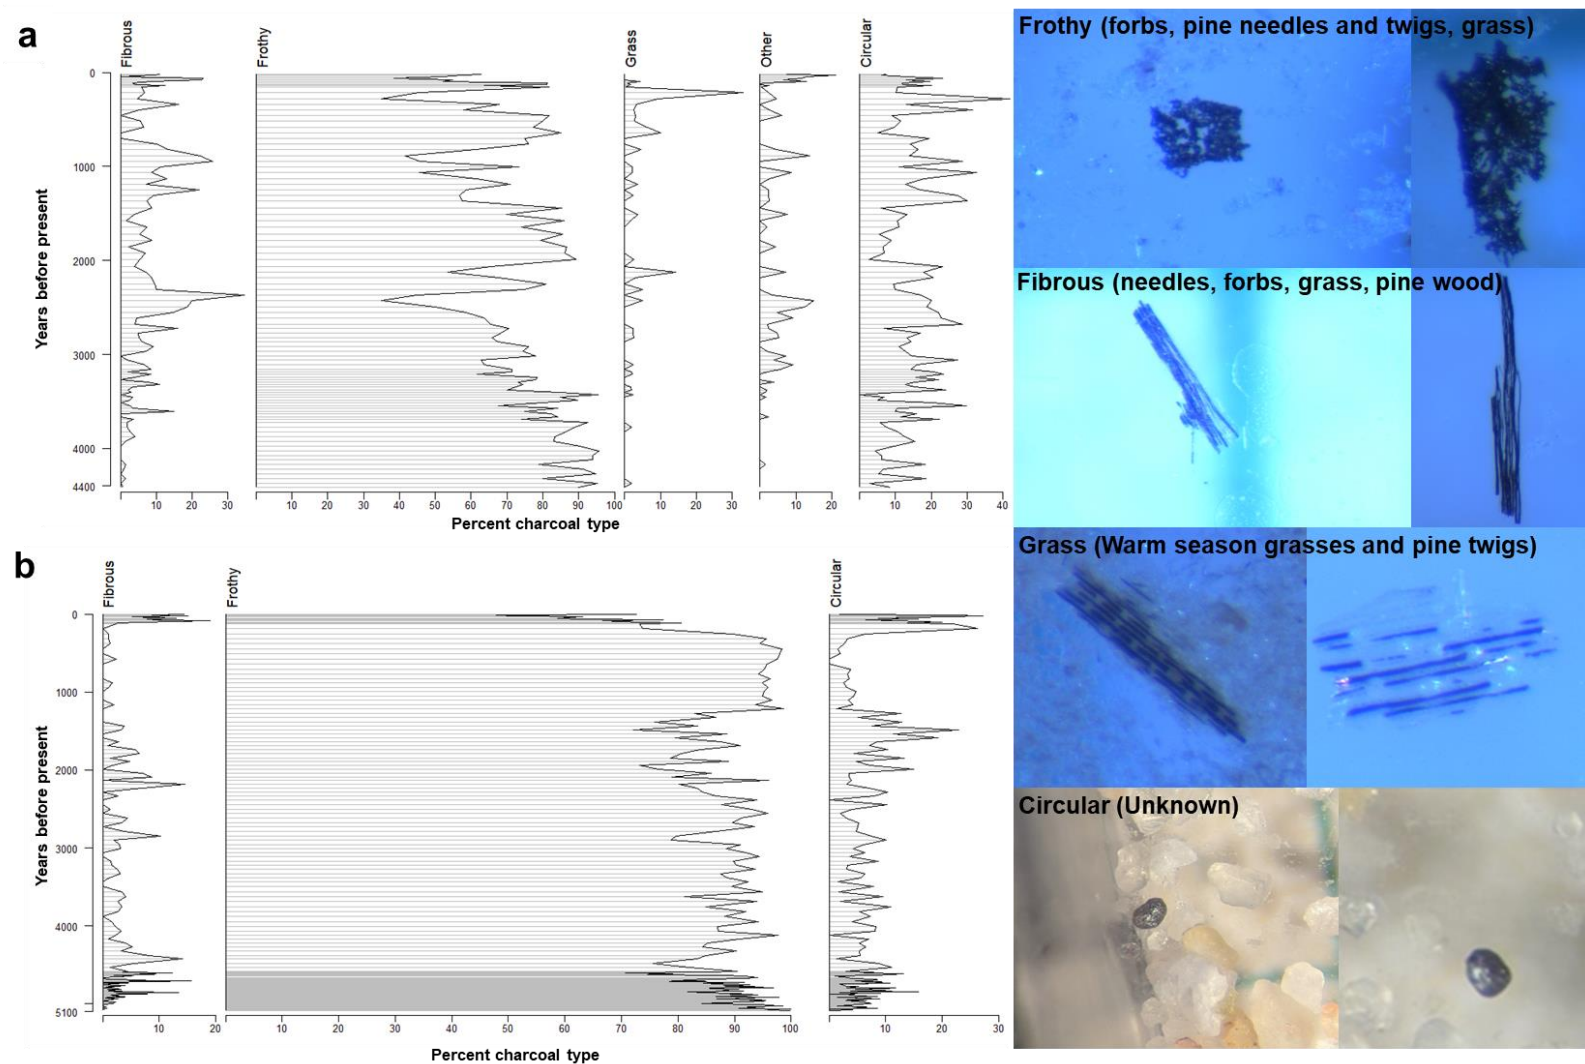 a
Fibrous
Frothy
Grass
Other
Circular
Years before present
0
1000
2000
3000
4000
4400
10 20 30
10 20 30 40 50 60 70 80 90 100
10 20 30
10 20
10 20 30 40
Percent charcoal type
b
Fibrous
Frothy
Circular
Years before present
0
1000
2000
3000
4000
5100
0 10 20
10 20 30 40 50 60 70 80 90 100
0 10 20 30
Percent charcoal type
Frothy (forbs, pine needles and twigs, grass)
Fibrous (needles, forbs, grass, pine wood)
Grass (Warm season grasses and pine twigs)
Circular (Unknown)